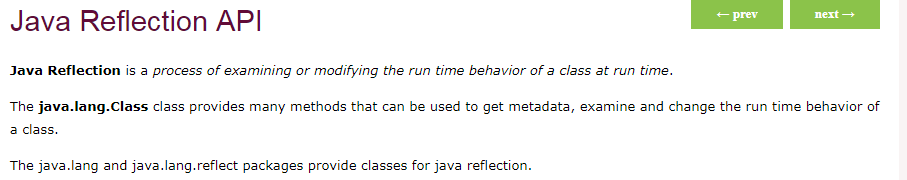 Java Reflection API
← prev
next →
Java Reflection is a process of examining or modifying the run time behavior of a class at run time.
The java.lang.Class class provides many methods that can be used to get metadata, examine and change the run time behavior of
a class.
The java.lang and java.lang.reflect packages provide classes for java reflection.